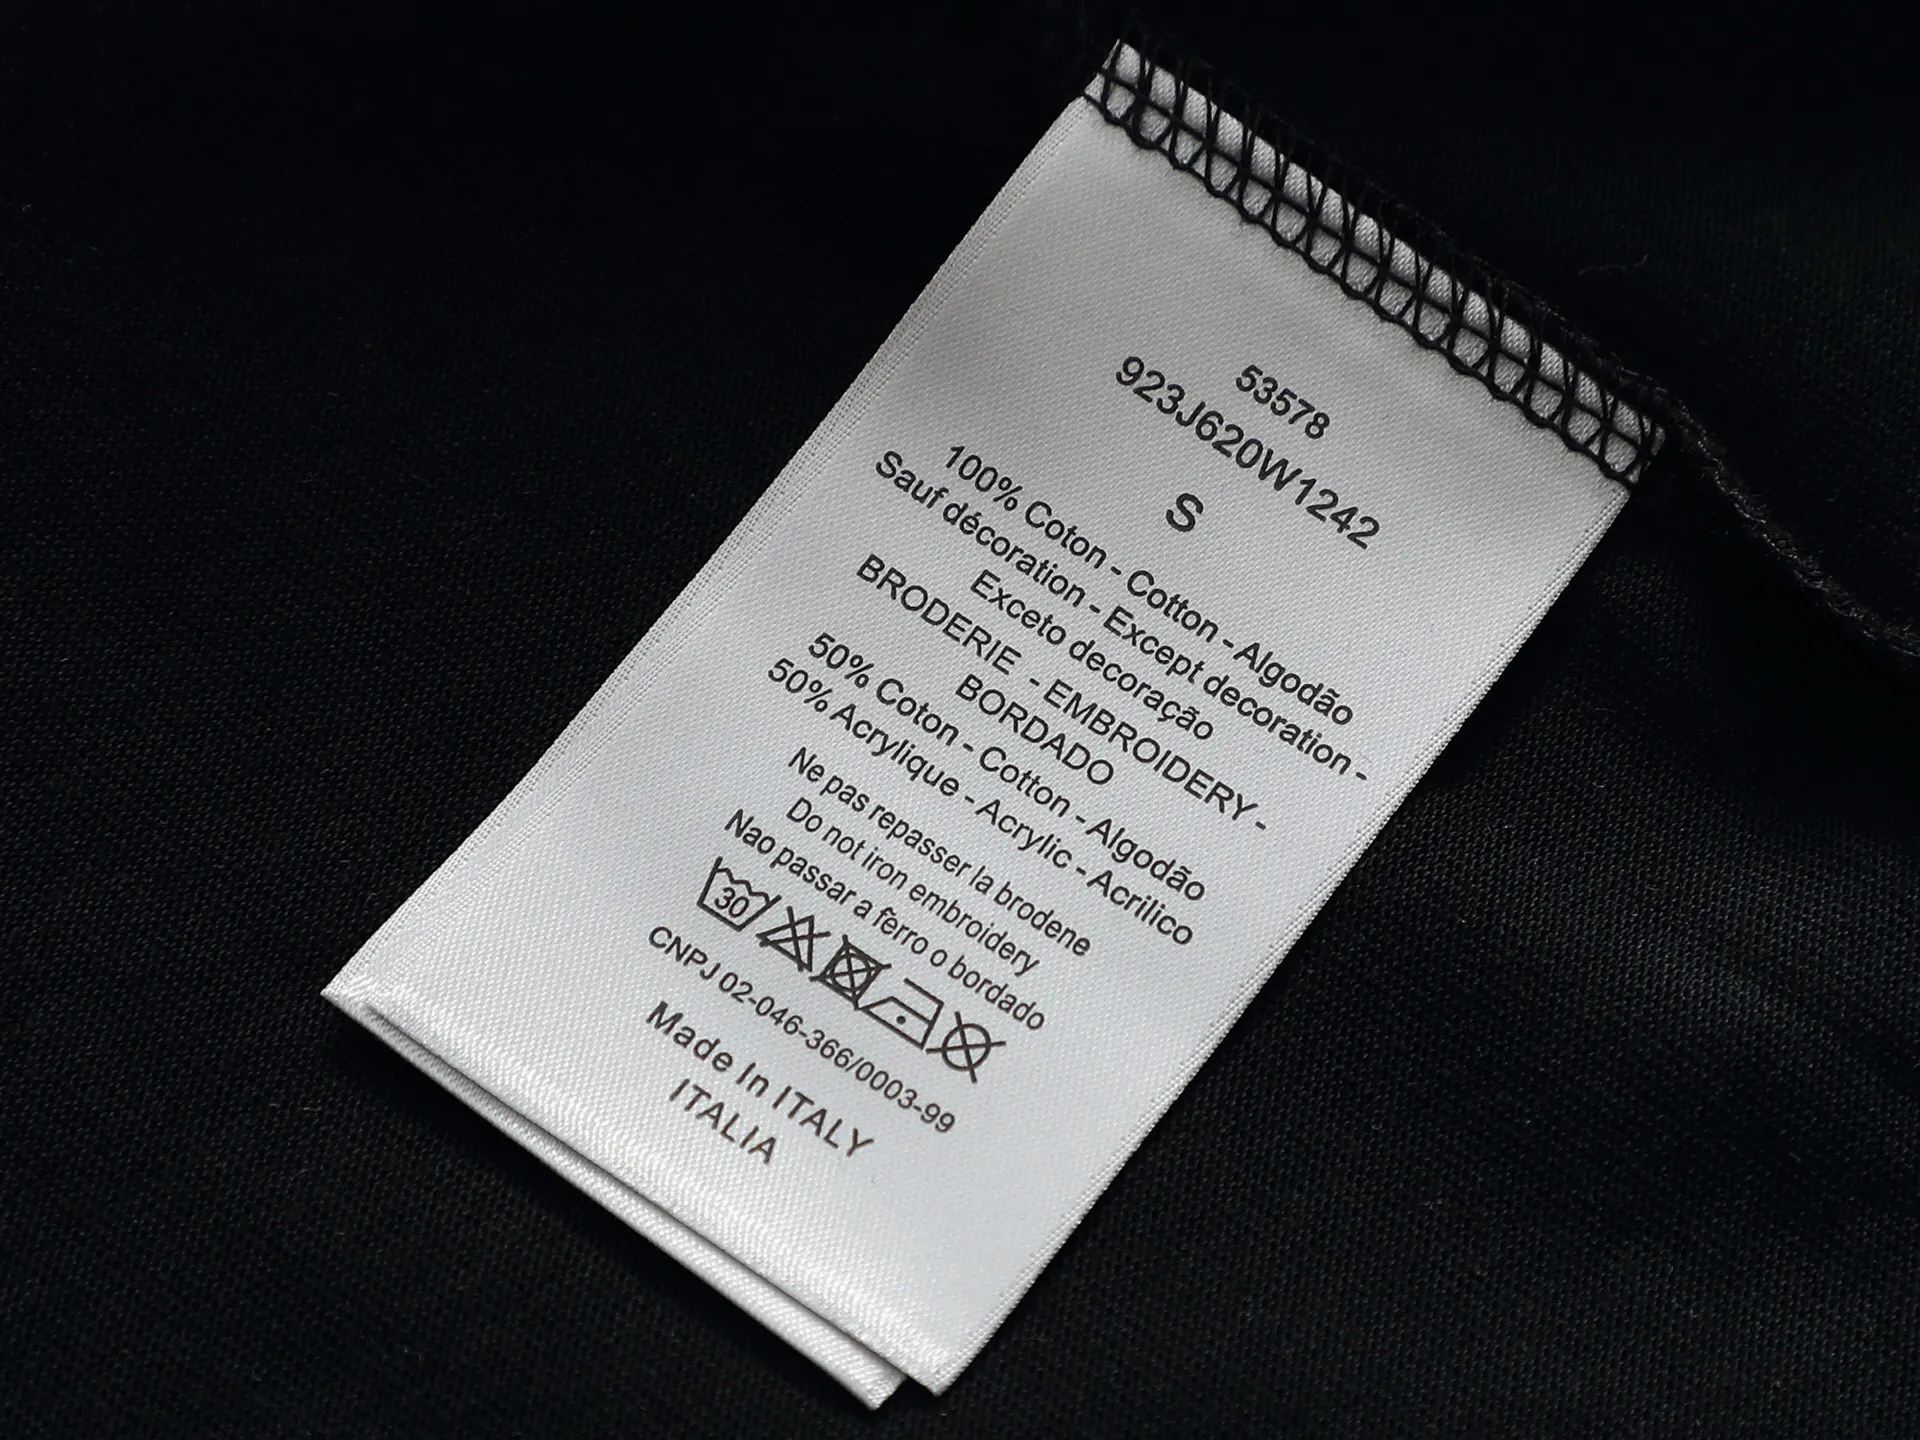 53578
923J620W1242
S
100% Coton - Cotton - Algodão
Sauf décoration - Except decoration -
Exceto decoração
BRODERIE - EMBROIDERY -
BORDADO
50% Coton - Cotton - Algodão
50% Acrylique - Acrylic - Acrílico
Ne pas repasser la brodene
Do not iron embroidery
Nao passar a ferro o bordado
30
CNPJ 02-046-366/0003-99
Made In ITALY
ITALIA